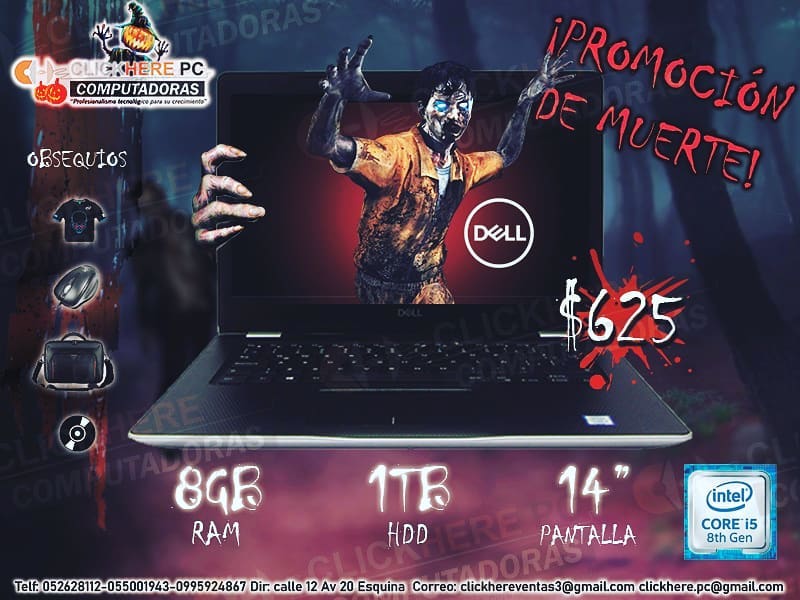 CLICKHERE PC
COMPUTADORAS
"Profesionalismo tecnológico para su crecimiento"
¡PROMOCIÓN
DE MUERTE!
OBSEQUIOS
DELL
DELL
$625
8GB
RAM
1TB
HDD
14"
PANTALLA
intel
CORE i5
8th Gen
Telf: 052628112-055001943-0995924867 Dir: calle 12 Av 20 Esquina Correo: clickhereventas3@gmail.com clickhere.pc@gmail.com